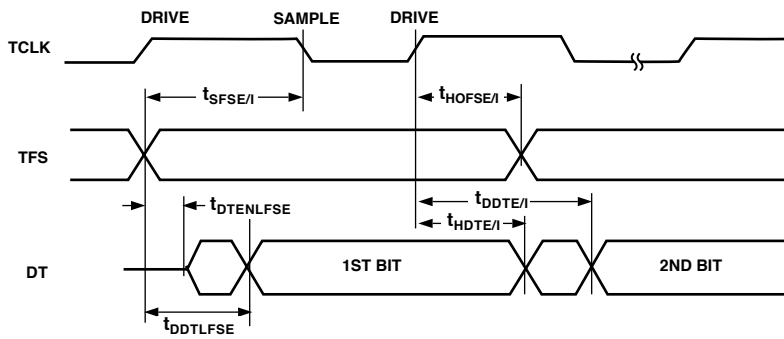 DRIVE SAMPLE DRIVE
TCLK
tSFSE/I tHOFSE/I
TFS
tDDTE/I
tDTENLFSE
tHDTE/I
DT 1ST BIT 2ND BIT
tDDTLFSE